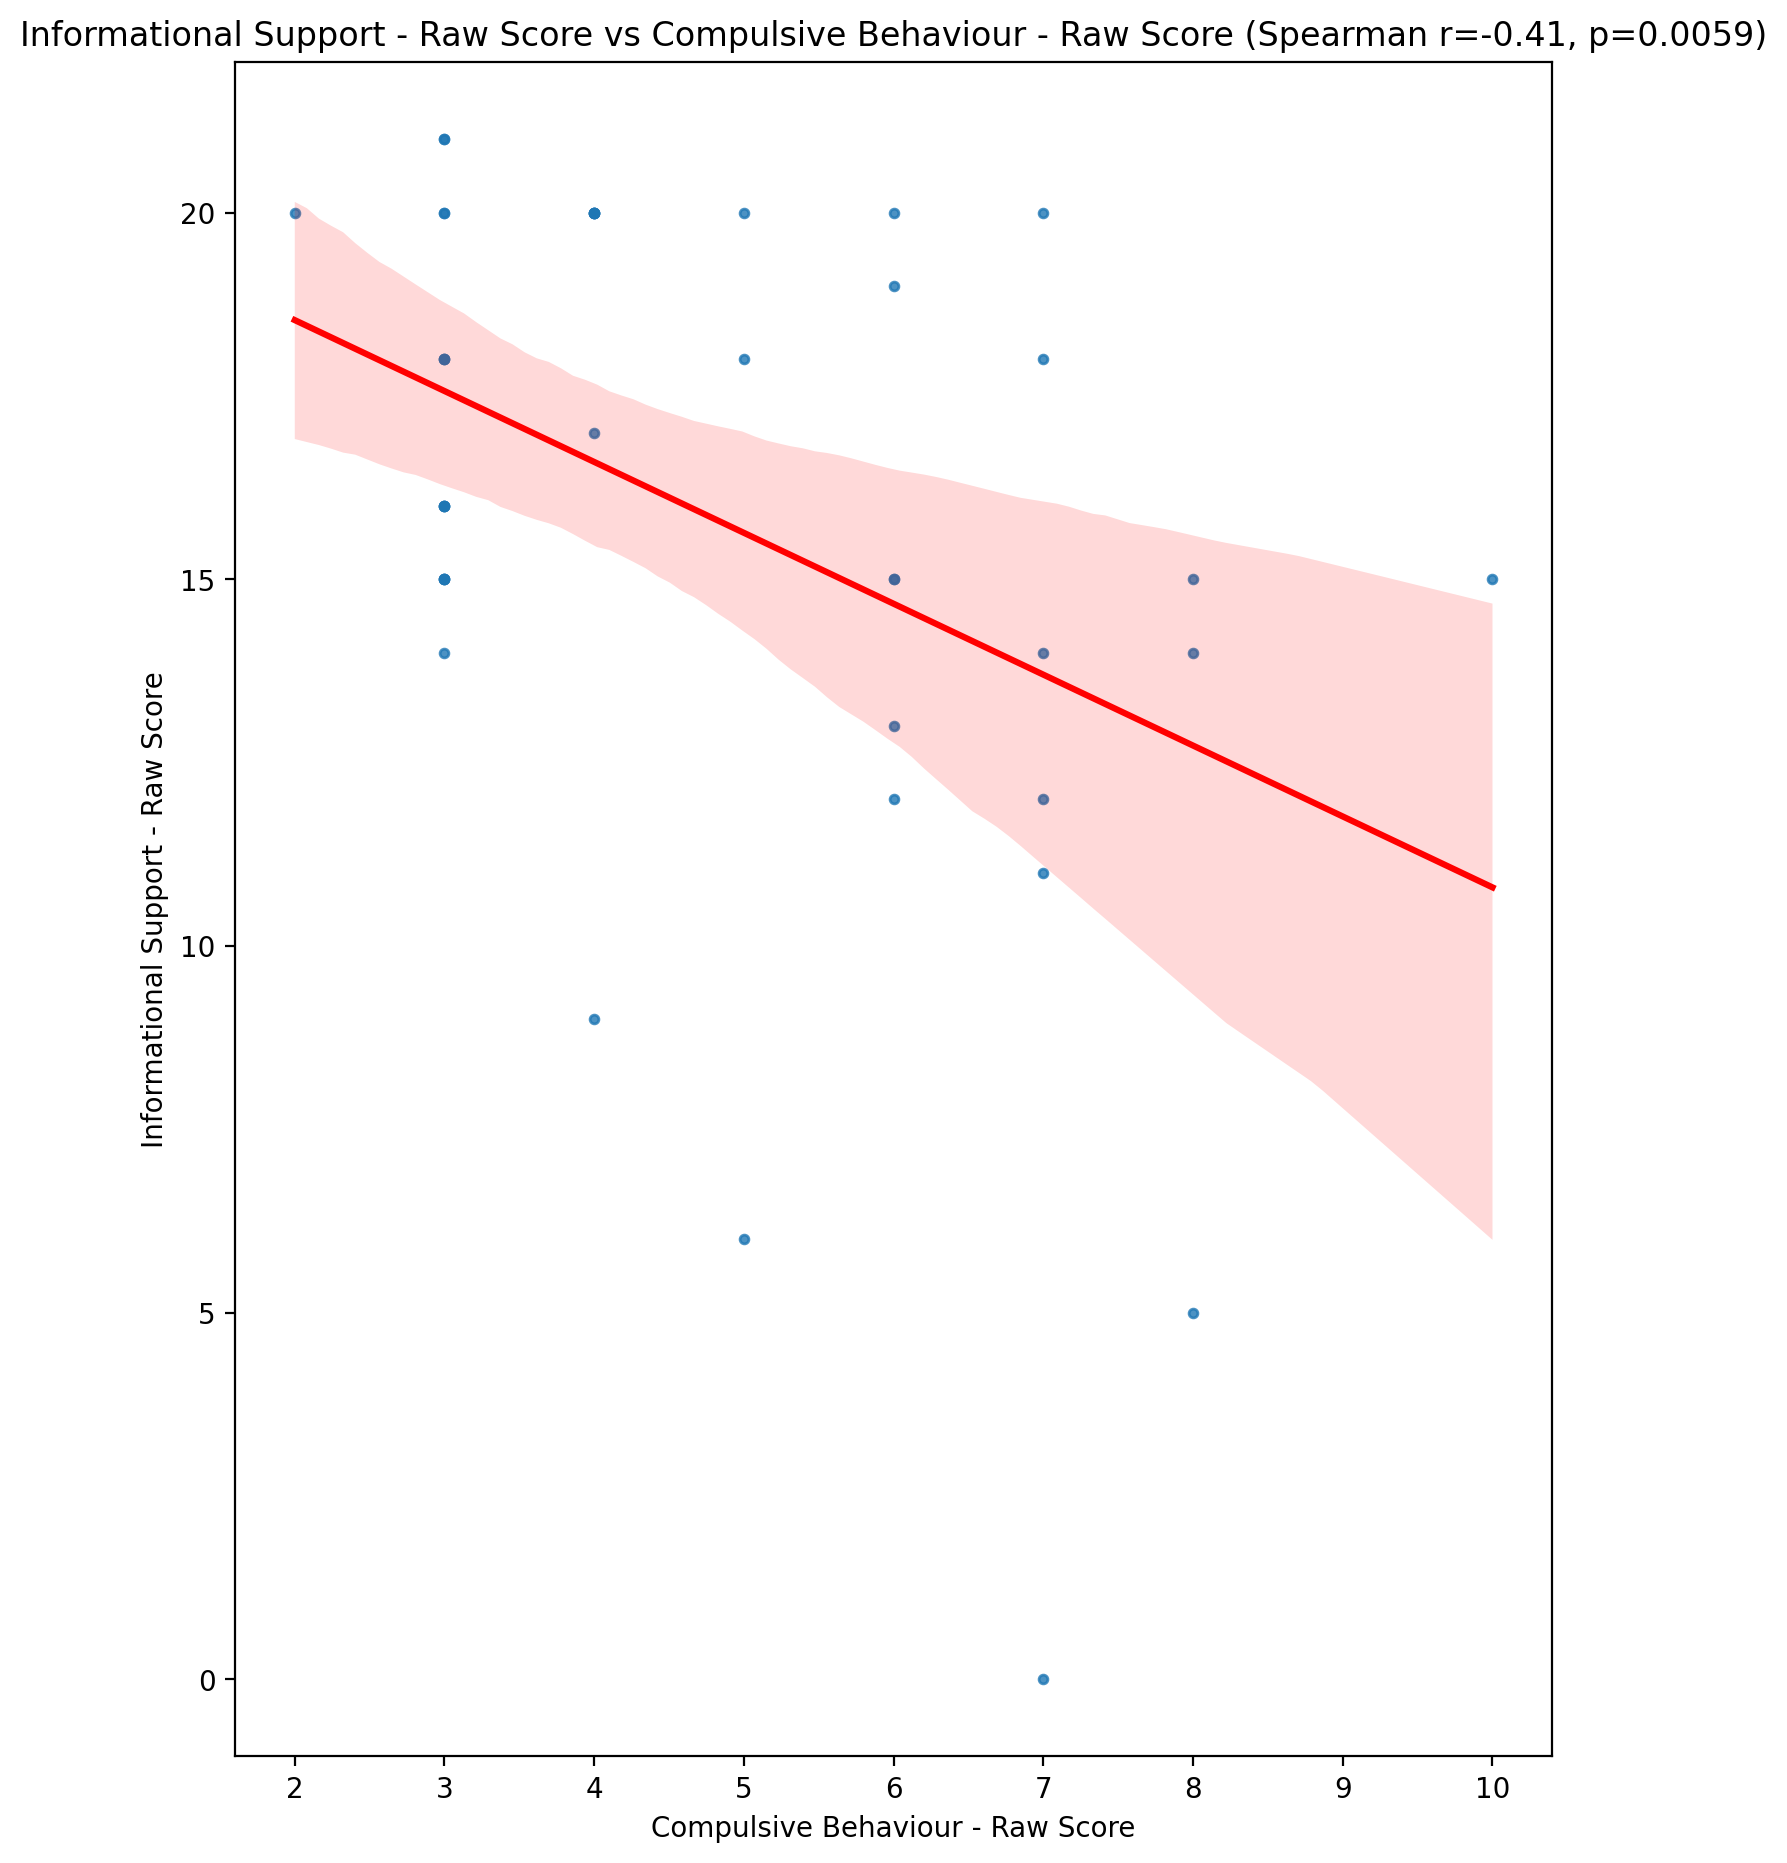 Informational Support - Raw Score vs Compulsive Behaviour - Raw Score (Spearman r=-0.41, p=0.0059)
20
15
10
5
0
Informational Support - Raw Score
2 3 4 5 6 7 8 9 10
Compulsive Behaviour - Raw Score